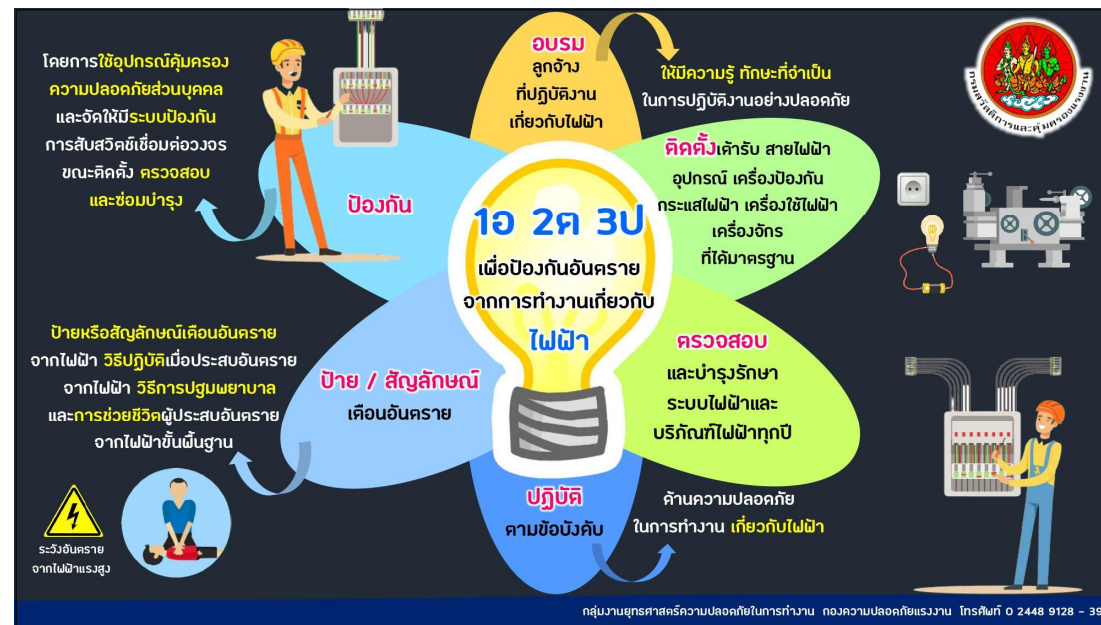 1อ 2ต 3ป
เพื่อป้องกันอันตราย
จากการทำงานเกี่ยวกับ
ไฟฟ้า
อบรม
ลูกจ้าง
ที่ปฏิบัติงาน
เกี่ยวกับไฟฟ้า
ให้มีความรู้ ทักษะที่จำเป็น
ในการปฏิบัติงานอย่างปลอดภัย
ติดตั้งเต้ารับ สายไฟฟ้า
อุปกรณ์ เครื่องป้องกัน
กระแสไฟฟ้า เครื่องใช้ไฟฟ้า
เครื่องจักร
ที่ได้มาตรฐาน
ตรวจสอบ
และบำรุงรักษา
ระบบไฟฟ้าและ
บริภัณฑ์ไฟฟ้าทุกปี
ปฏิบัติ
ตามข้อบังคับ
ด้านความปลอดภัย
ในการทำงาน เกี่ยวกับไฟฟ้า
ป้าย / สัญลักษณ์
เตือนอันตราย
ป้ายหรือสัญลักษณ์เตือนอันตราย
จากไฟฟ้า วิธีปฏิบัติเมื่อประสบอันตราย
จากไฟฟ้า วิธีการปฐมพยาบาล
และการช่วยชีวิตผู้ประสบอันตราย
จากไฟฟ้าขั้นพื้นฐาน
ระวังอันตราย
จากไฟฟ้าแรงสูง
ป้องกัน
โดยการใช้อุปกรณ์คุ้มครอง
ความปลอดภัยส่วนบุคคล
และจัดให้มีระบบป้องกัน
การสับสวิตช์เชื่อมต่อวงจร
ขณะติดตั้ง ตรวจสอบ
และซ่อมบำรุง
กรมสวัสดิการและคุ้มครองแรงงาน
กลุ่มงานยุทธศาสตร์ความปลอดภัยในการทำงาน กองความปลอดภัยแรงงาน โทรศัพท์ 0 2448 9128 - 39